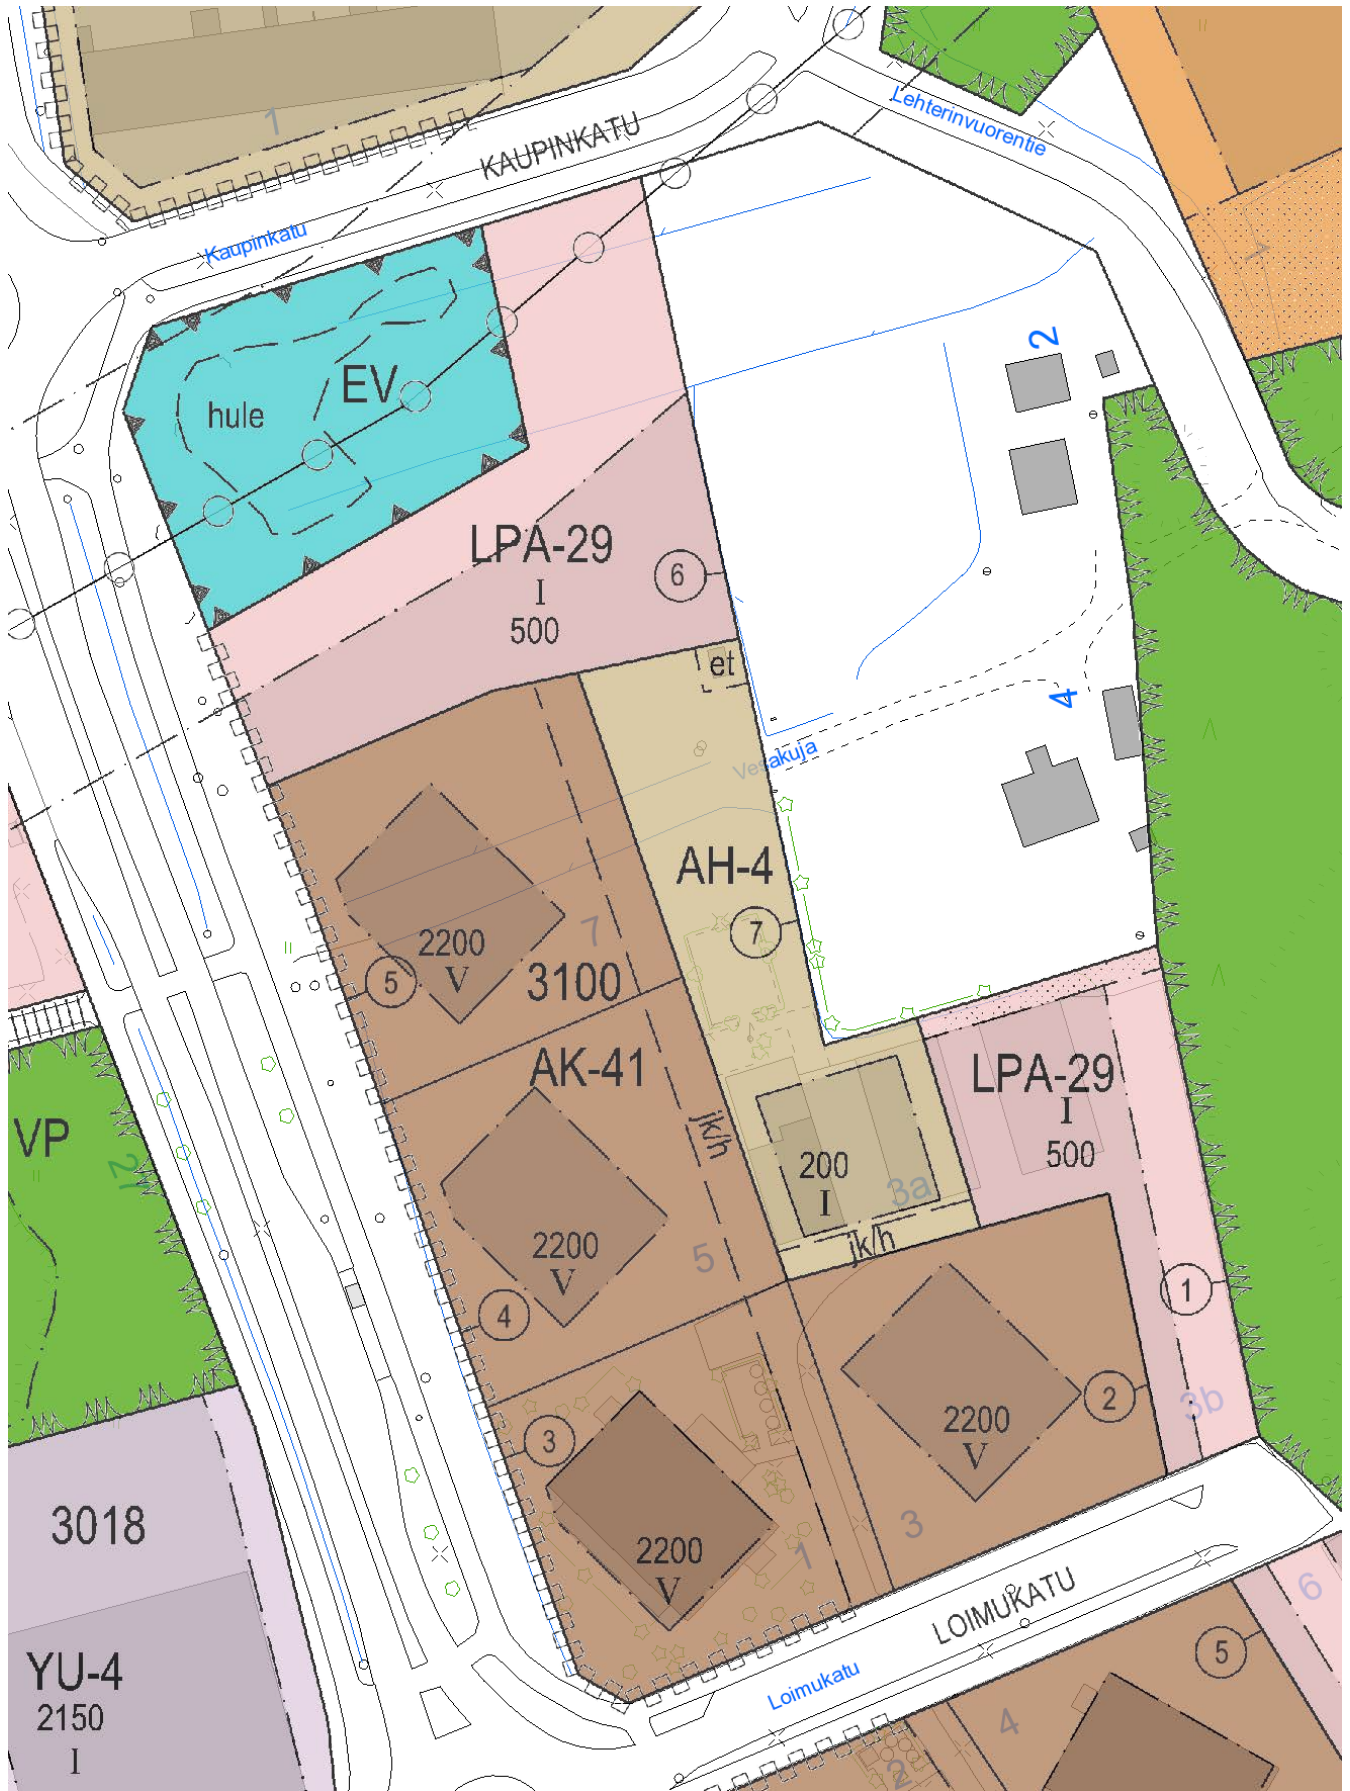 1
KAUPINKATU
Lehterinvuorentie
Kaupinkatu
1
2
EV
hule
LPA-29
I
500
6
et
4
Vesakuja
AH-4
7
7
2200
V
5
3100
AK-41
LPA-29
I
500
VP
27
jk/h
200
I
3a
jk/h
2200
V
5
4
1
2
3b
3
2200
V
3018
2200
V
1
3
LOIMUKATU
6
5
YU-4
2150
I
Loimukatu
4
2